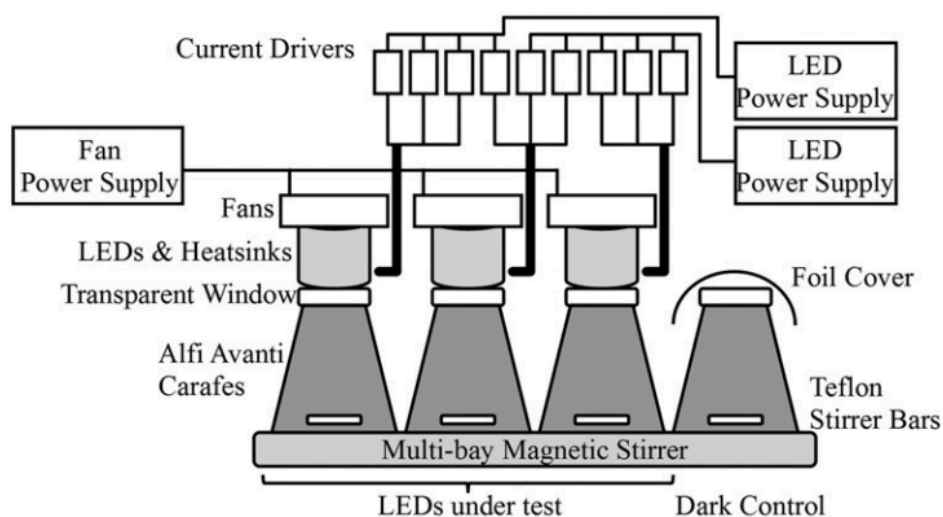 Current Drivers
LED
Power Supply
Fan
Power Supply
LED
Power Supply
Fans
LEDs & Heatsinks
Transparent Window
Foil Cover
Alfi Avanti
Carafes
Teflon
Stirrer Bars
Multi-bay Magnetic Stirrer
LEDs under test
Dark Control